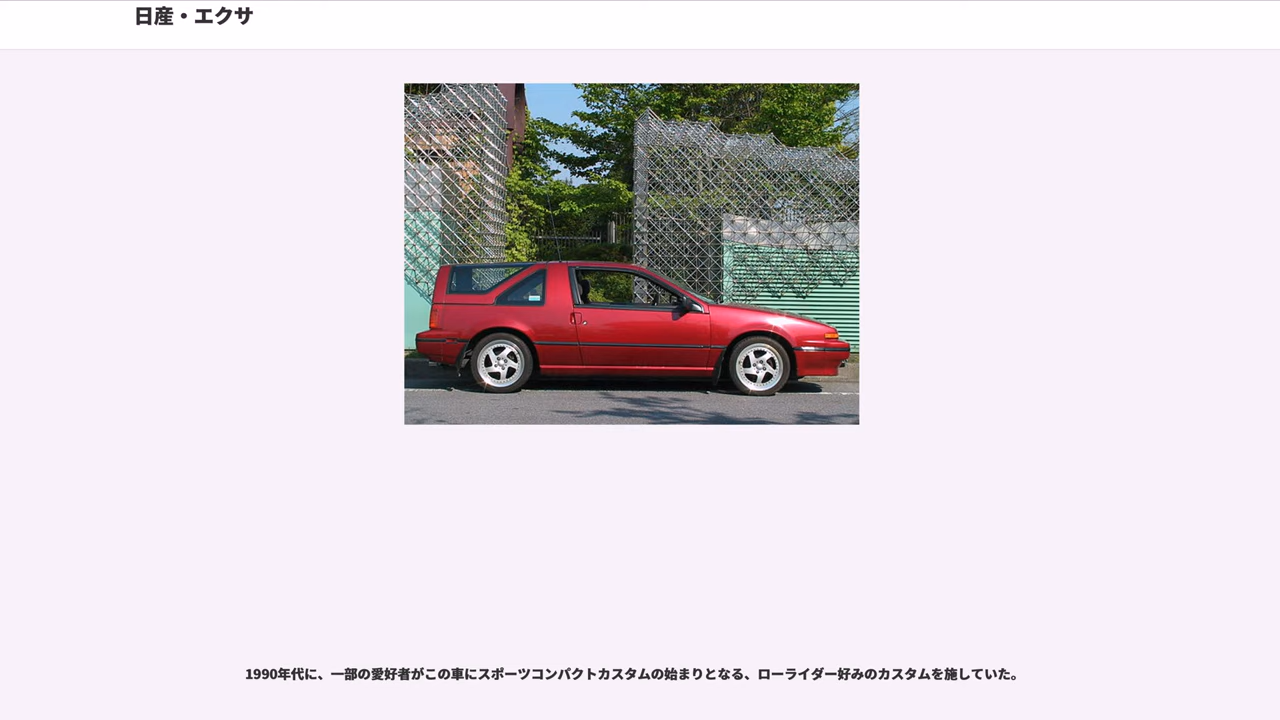 日産・エクサ
1990年代に、一部の愛好者がこの車にスポーツコンパクトカスタムの始まりとなる、ローライダー好みのカスタムを施していた。